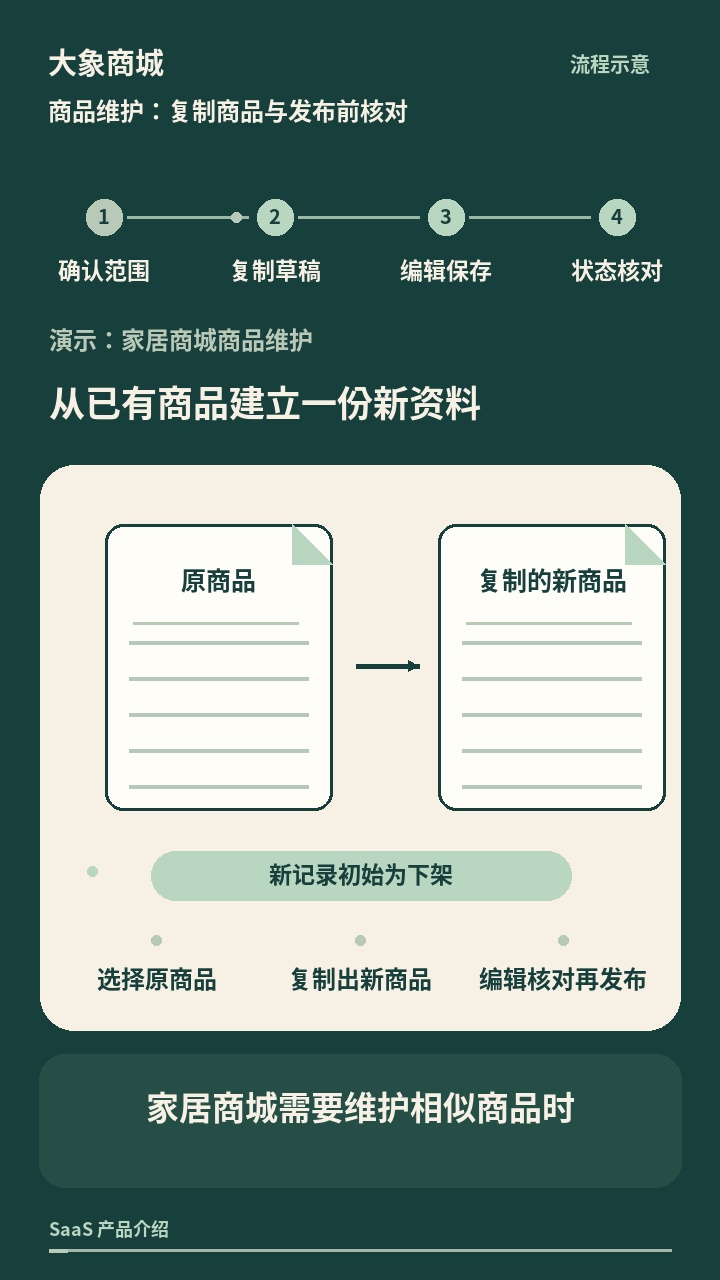 大象商城
流程示意
商品维护：复制商品与发布前核对
1
2
3
4
确认范围
复制草稿
编辑保存
状态核对
演示：家居商城商品维护
从已有商品建立一份新资料
原商品
复制的新商品
新记录初始为下架
选择原商品
复制出新商品
编辑核对再发布
家居商城需要维护相似商品时
SaaS 产品介绍